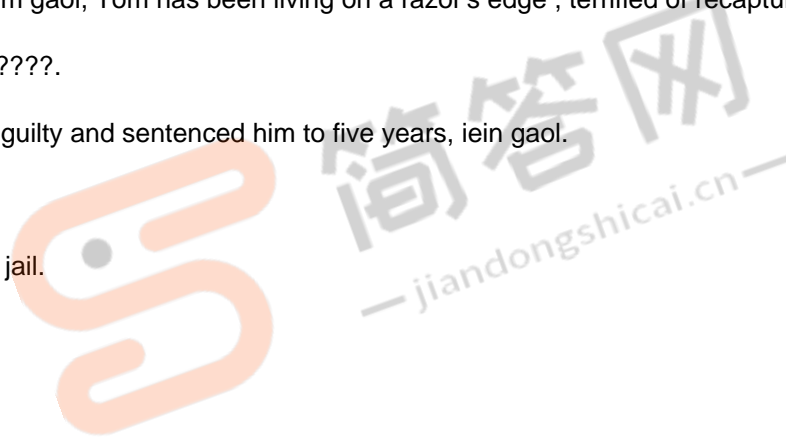 m gaol, Tom has been living on a razor's edge , terrified of recaptu
????.
guilty and sentenced him to five years, iein gaol.
jail.
简答网
jiandongshicai.cn